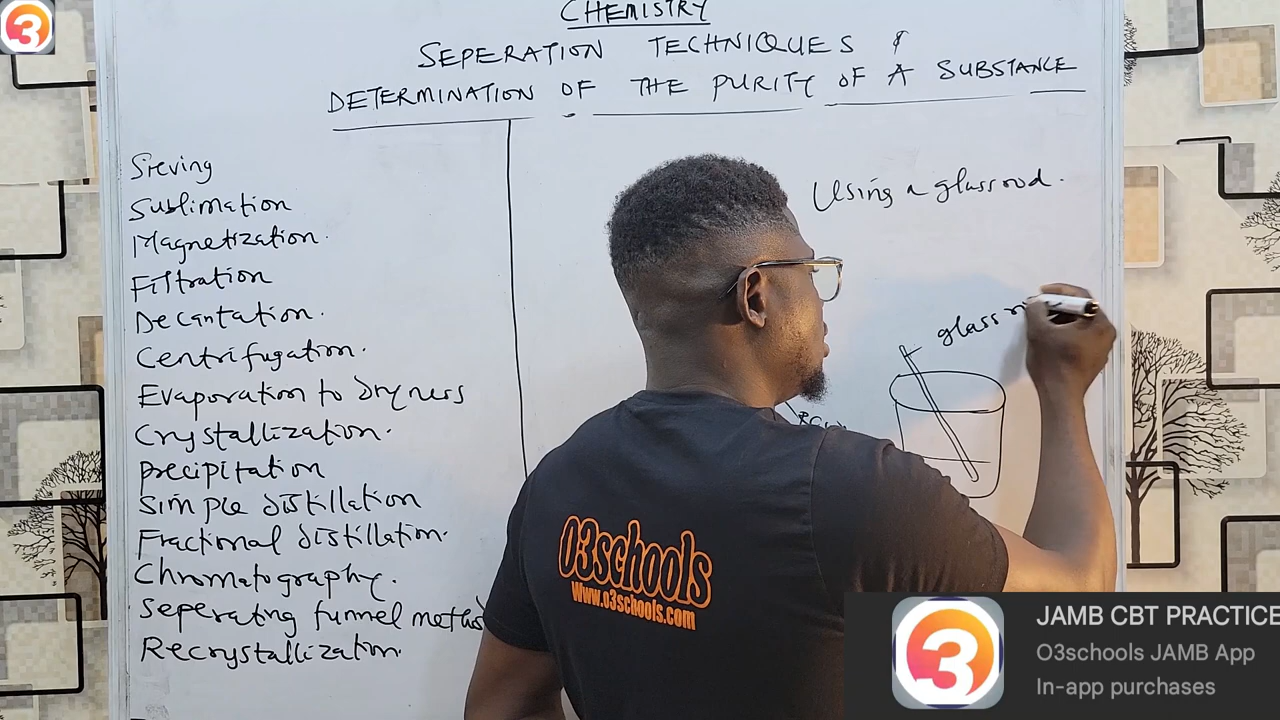 CHEMISTRY
SEPERATION TECHNIQUES &
DETERMINATION OF THE PURITY OF A SUBSTANCE
Sieving
Sublimation
Magnetization.
Filtration
Decantation.
Centrifugation.
Evaporation to dryness
Crystallization.
precipitation
Simple distillation
Fractional distillation.
Chromatography.
Seperating funnel method
Recrystallization.
Using a glass rod.
glass
O3schools
Www.o3schools.com
3
3
JAMB CBT PRACTICE
O3schools JAMB App
In-app purchases